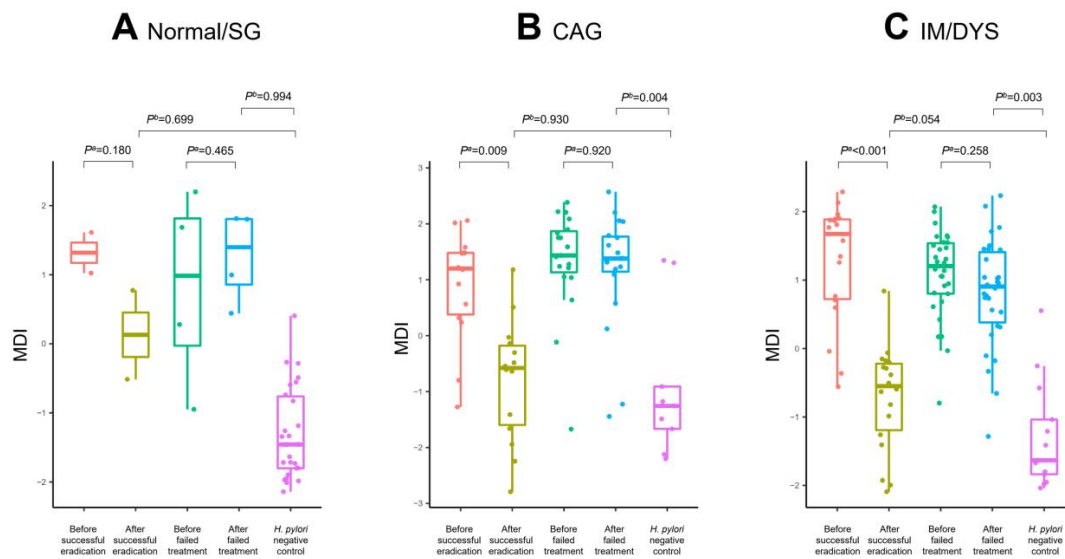 A Normal/SG
B CAG
C IM/DYS
Pᵇ=0.994
Pᵇ=0.699
Pᵃ=0.180
Pᵃ=0.465
MDI
2
1
0
−1
−2
Before successful eradication
After successful eradication
Before failed treatment
After failed treatment
H. pylori negative control
Pᵇ=0.004
Pᵇ=0.930
Pᵃ=0.009
Pᵃ=0.920
MDI
3
2
1
0
−1
−2
−3
Before successful eradication
After successful eradication
Before failed treatment
After failed treatment
H. pylori negative control
Pᵇ=0.003
Pᵇ=0.054
Pᵃ<0.001
Pᵃ=0.258
MDI
2
1
0
−1
−2
Before successful eradication
After successful eradication
Before failed treatment
After failed treatment
H. pylori negative control